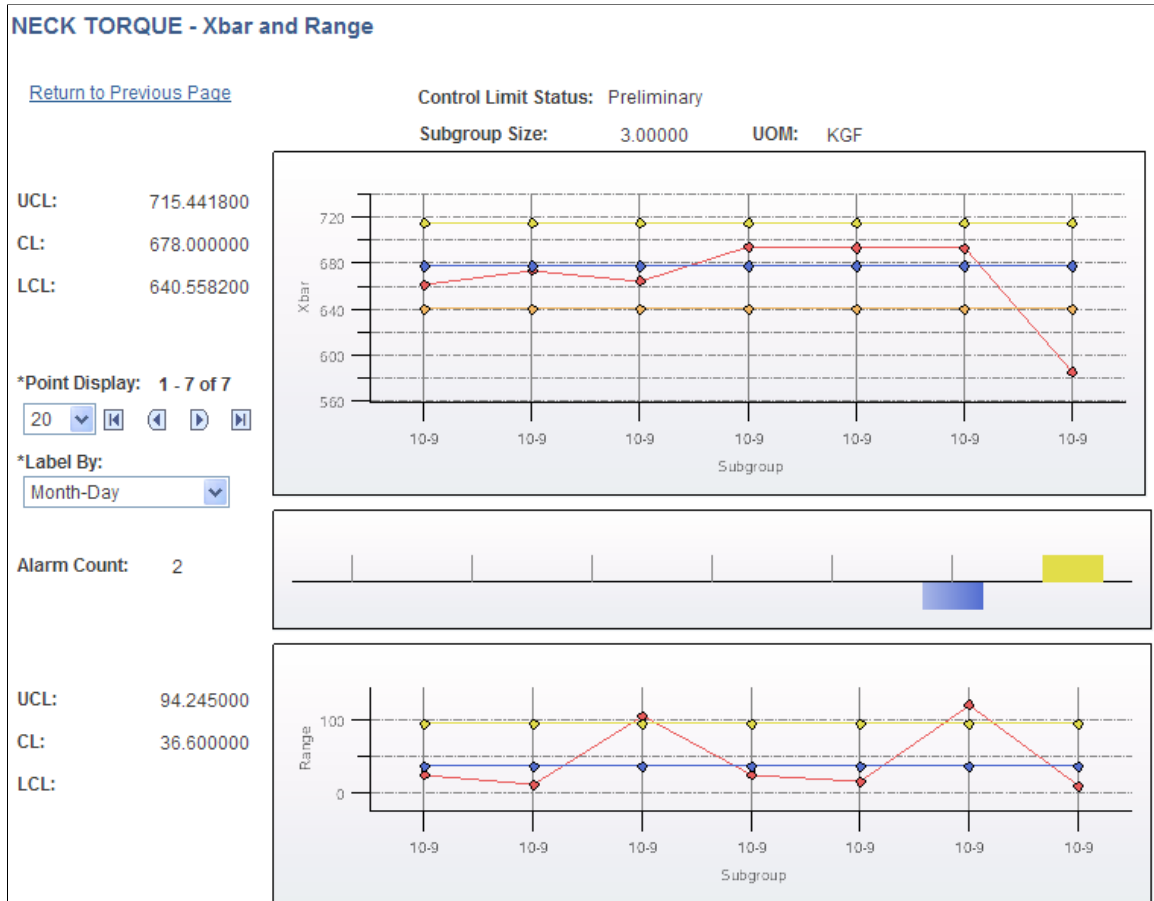 NECK TORQUE - Xbar and Range
Return to Previous Page
Control Limit Status: Preliminary
Subgroup Size: 3.00000 UOM: KGF
UCL: 715.441800
CL: 678.000000
LCL: 640.558200
*Point Display: 1 - 7 of 7
20
*Label By:
Month-Day
720
680
640
600
560
Xbar
10-9 10-9 10-9 10-9 10-9 10-9 10-9
Subgroup
Alarm Count: 2
UCL: 94.245000
CL: 36.600000
LCL:
100
0
Range
10-9 10-9 10-9 10-9 10-9 10-9 10-9
Subgroup